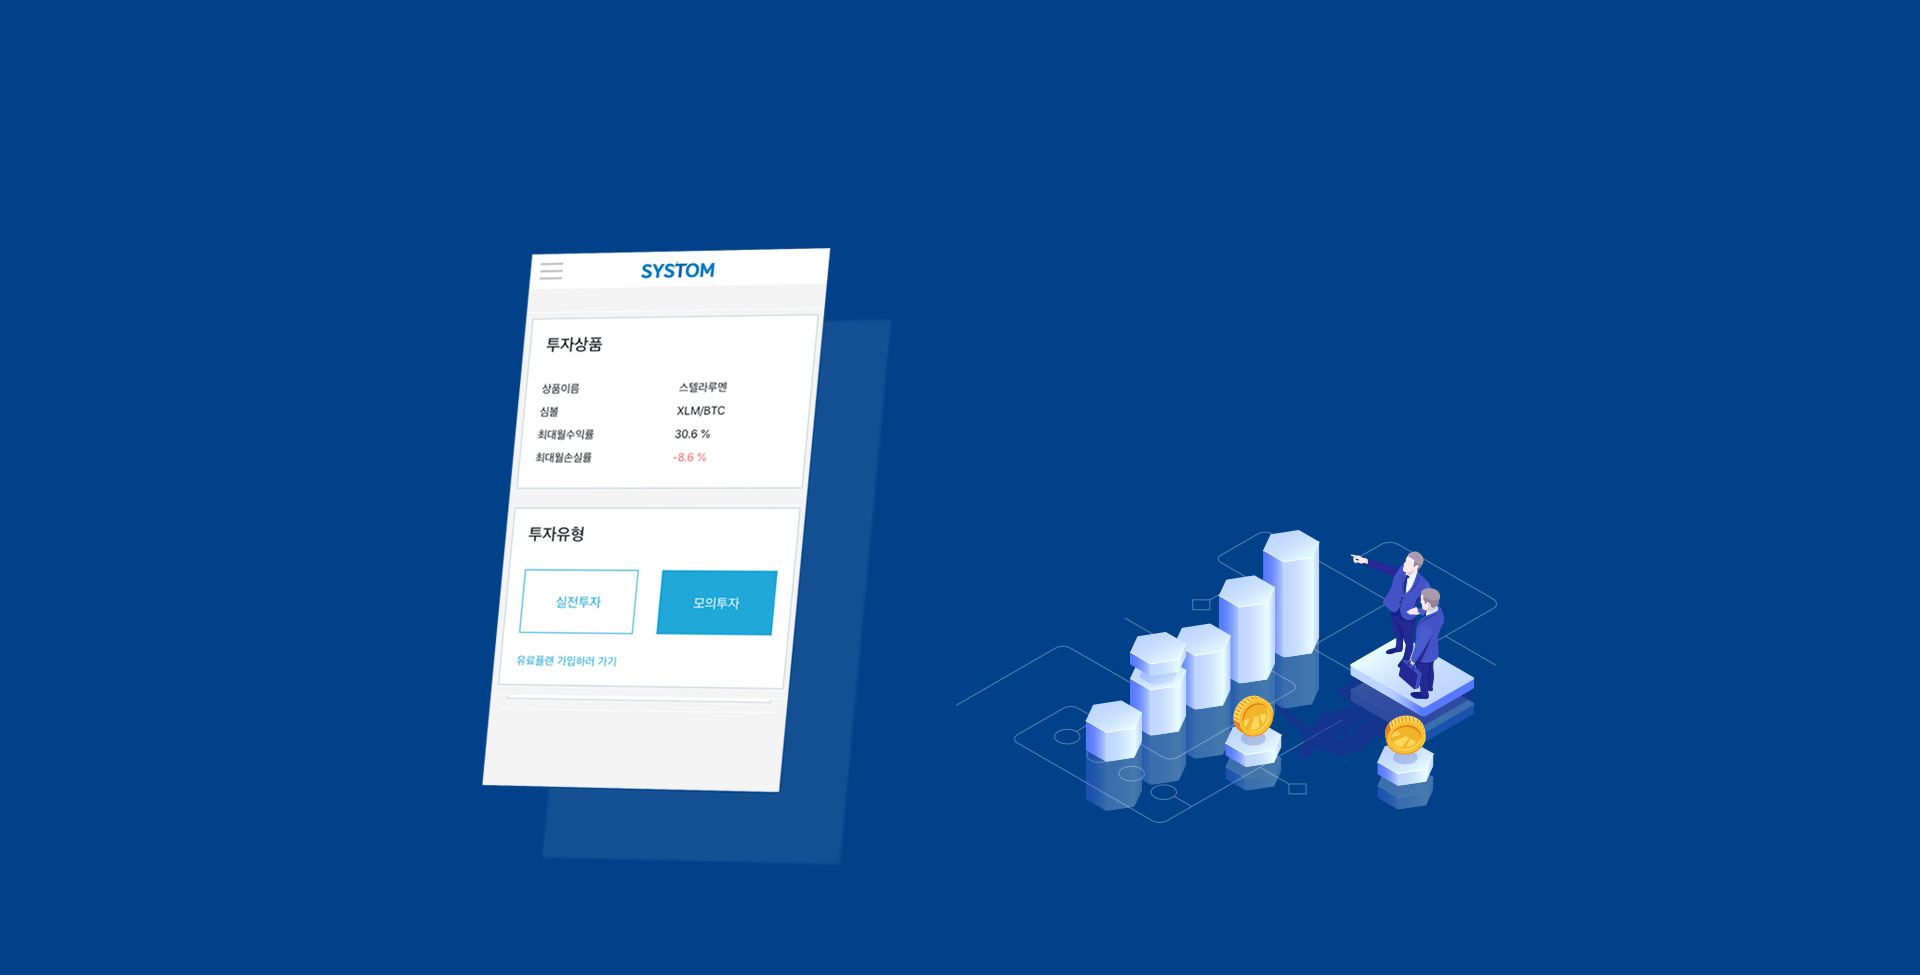 SYSTOM
투자상품
상품이름 스텔라루멘
심볼 XLM/BTC
최대월수익률 30.6 %
최대월손실률 -8.6 %
투자유형
실전투자 모의투자
유료플랜 가입하러 가기